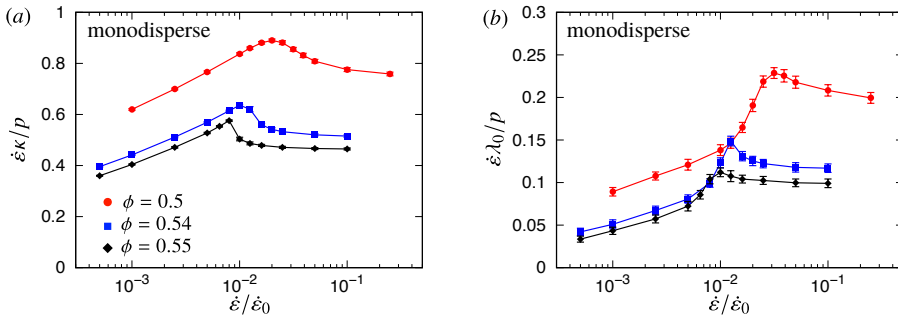 (a)
monodisperse
ε̇κ/p
1
0.8
0.6
0.4
0.2
0
ϕ = 0.5
ϕ = 0.54
ϕ = 0.55
10⁻³
10⁻²
10⁻¹
ε̇/ε̇₀
(b)
monodisperse
ε̇λ₀/p
0.3
0.25
0.2
0.15
0.1
0.05
0
10⁻³
10⁻²
10⁻¹
ε̇/ε̇₀